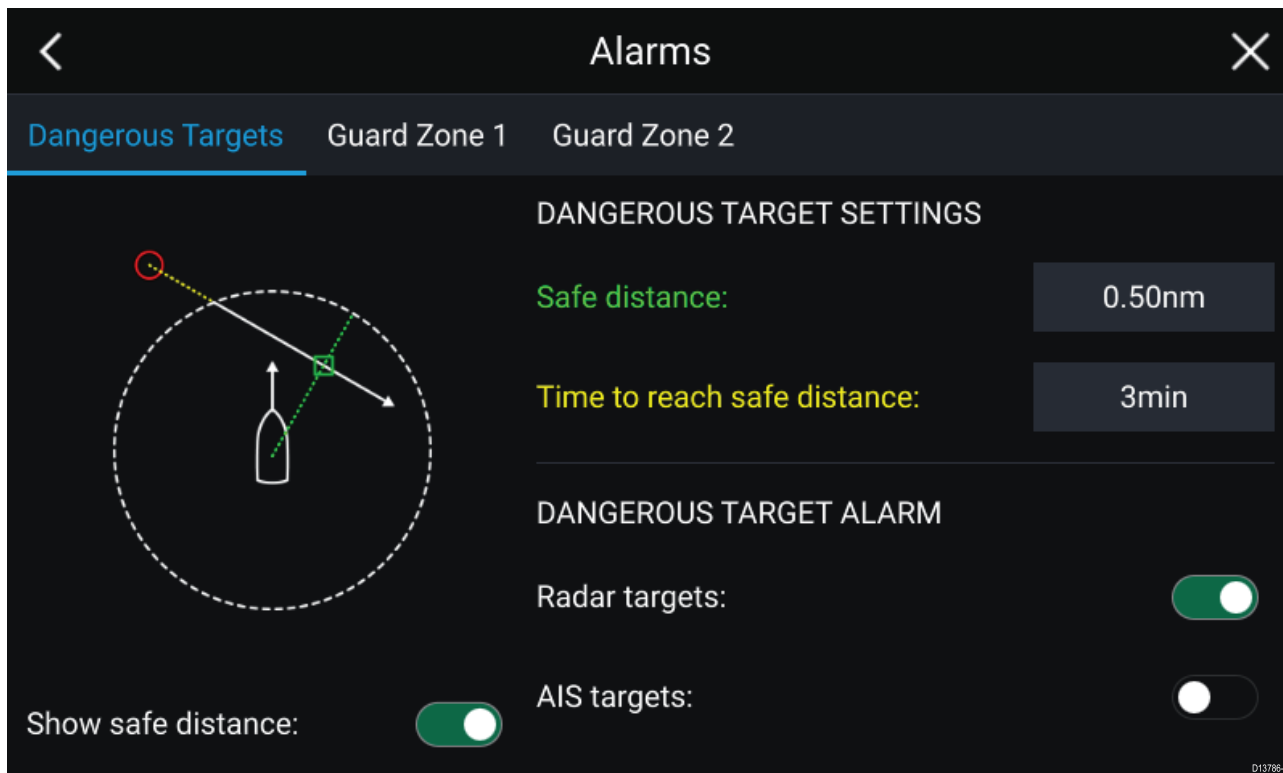 Alarms
Dangerous Targets Guard Zone 1 Guard Zone 2
DANGEROUS TARGET SETTINGS
Safe distance: 0.50nm
Time to reach safe distance: 3min
DANGEROUS TARGET ALARM
Radar targets:
AIS targets:
Show safe distance:
D13786-